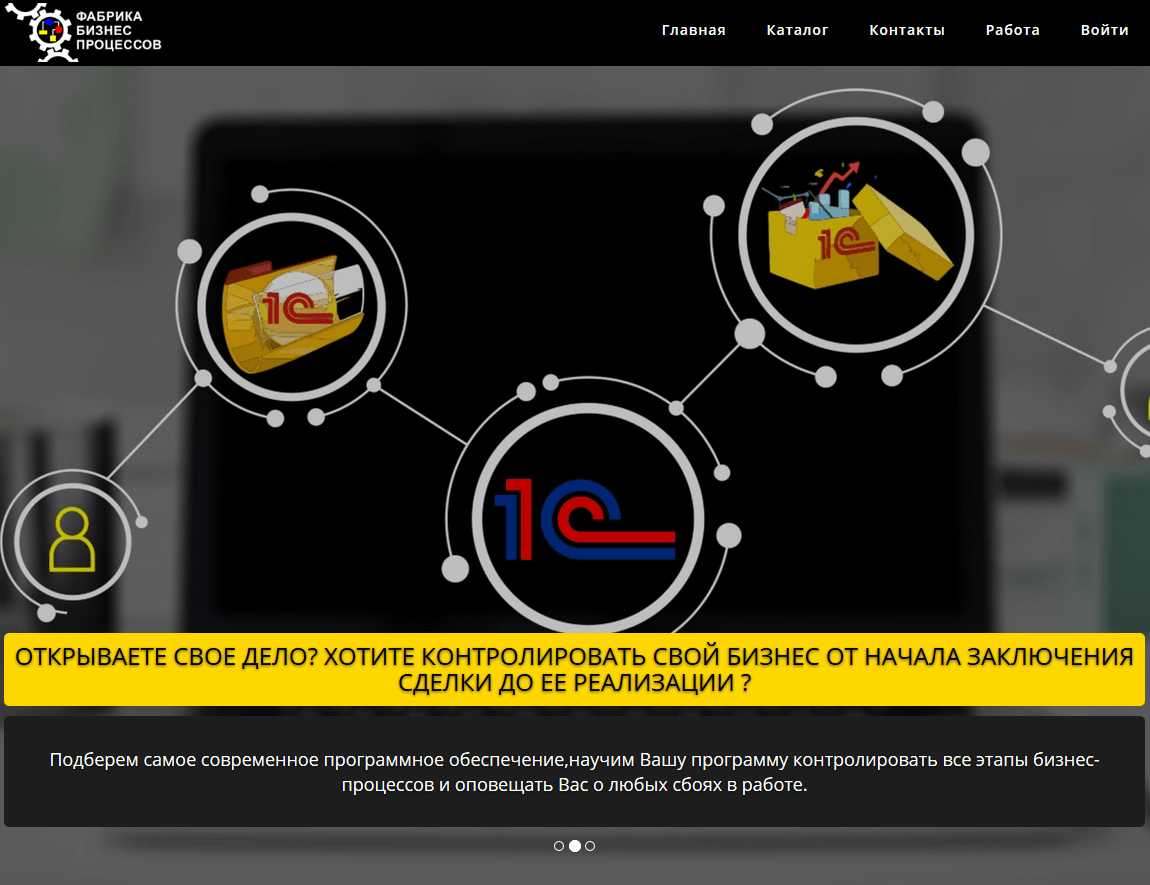 ФАБРИКА
БИЗНЕС
ПРОЦЕССОВ
Главная Каталог Контакты Работа Войти
1С
1С
1С
ОТКРЫВАЕТЕ СВОЕ ДЕЛО? ХОТИТЕ КОНТРОЛИРОВАТЬ СВОЙ БИЗНЕС ОТ НАЧАЛА ЗАКЛЮЧЕНИЯ
СДЕЛКИ ДО ЕЕ РЕАЛИЗАЦИИ ?
Подберем самое современное программное обеспечение,научим Вашу программу контролировать все этапы бизнес-
процессов и оповещать Вас о любых сбоях в работе.